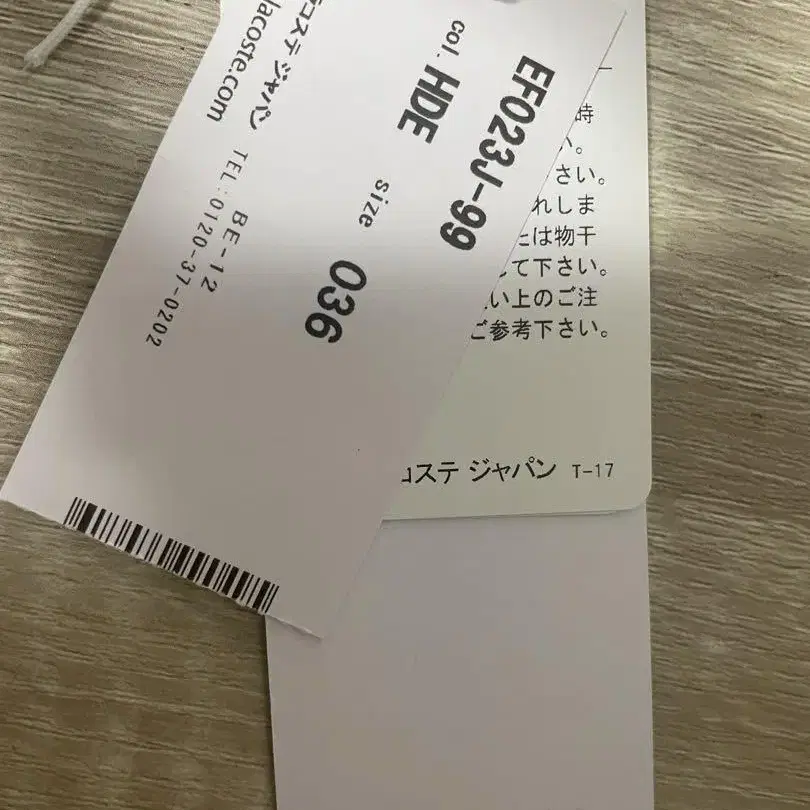 EF023J-99
col. HDE
size 036
コステ ジャパン
lacoste.com
BE-12
TEL:0120-37-0202
時
い。
さい。
れしま
は物干
て下さい。
い上のご注
ご参考下さい。
コステ ジャパン T-17